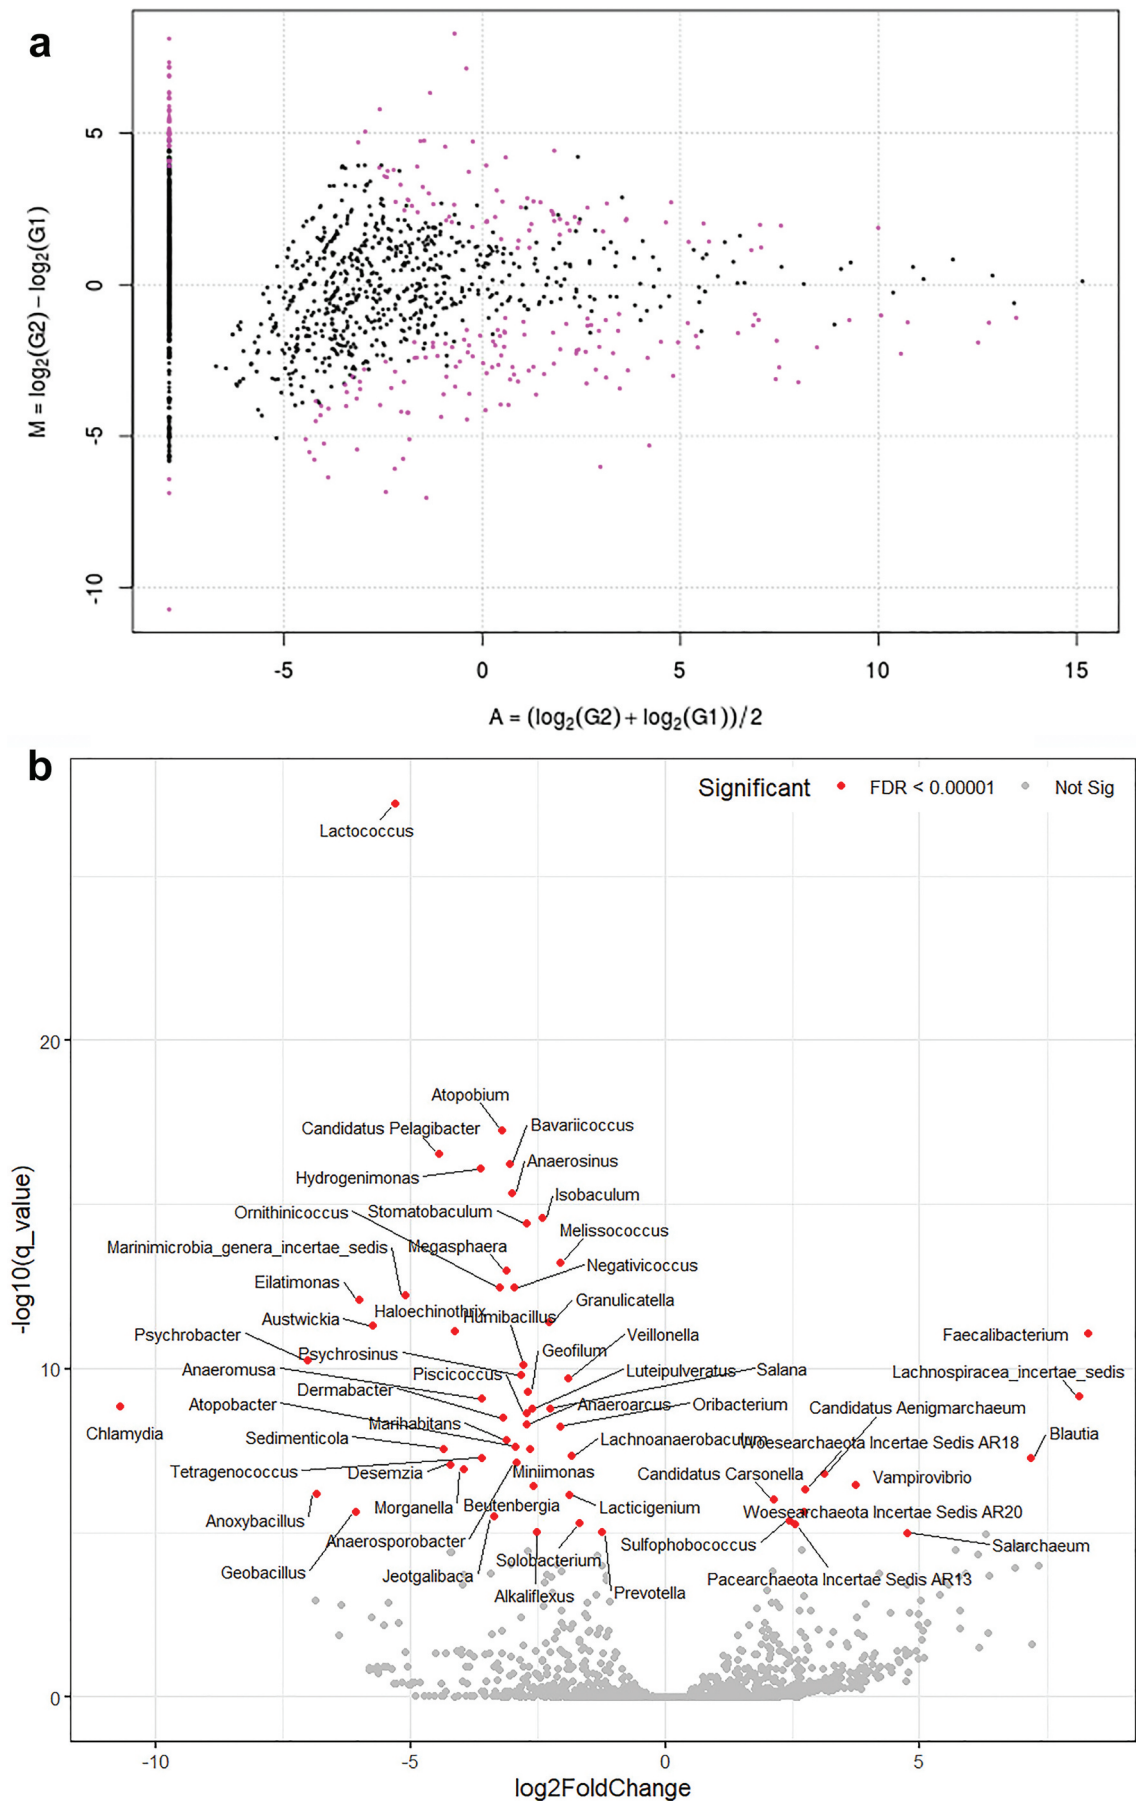 a
5
0
-5
-10
M = log2(G2) − log2(G1)
-5 0 5 10 15
A = (log2(G2) + log2(G1))/2
b
Significant FDR < 0.00001 Not Sig
Lactococcus
20
Atopobium
Candidatus Pelagibacter
Bavariicoccus
Anaerosinus
Hydrogenimonas
Isobaculum
Ornithinicoccus
Stomatobaculum
Melissococcus
Marinimicrobia_genera_incertae_sedis
Megasphaera
Negativicoccus
Eilatimonas
Granulicatella
Austwickia
Haloechinothrix
Humibacillus
Psychrobacter
Veillonella
Faecalibacterium
Psychrosinus
Geofilum
10
Anaeromusa
Piscicoccus
Luteipulveratus
Salana
Lachnospiracea_incertae_sedis
Dermabacter
Atopobacter
Anaeroarcus
Oribacterium
Candidatus Aenigmarchaeum
Chlamydia
Marihabitans
Sedimenticola
Lachnoanaerobaculum
Woesearchaeota Incertae Sedis AR18
Blautia
Tetragenococcus
Desemzia
Miniimonas
Candidatus Carsonella
Vampirovibrio
Morganella
Beutenbergia
Lacticigenium
Woesearchaeota Incertae Sedis AR20
Anoxybacillus
Anaerosporobacter
Sulfophobococcus
Salarchaeum
Geobacillus
Jeotgalibaca
Solobacterium
Pacearchaeota Incertae Sedis AR13
Alkaliflexus
Prevotella
0
-log10(q_value)
-10 -5 0 5
log2FoldChange